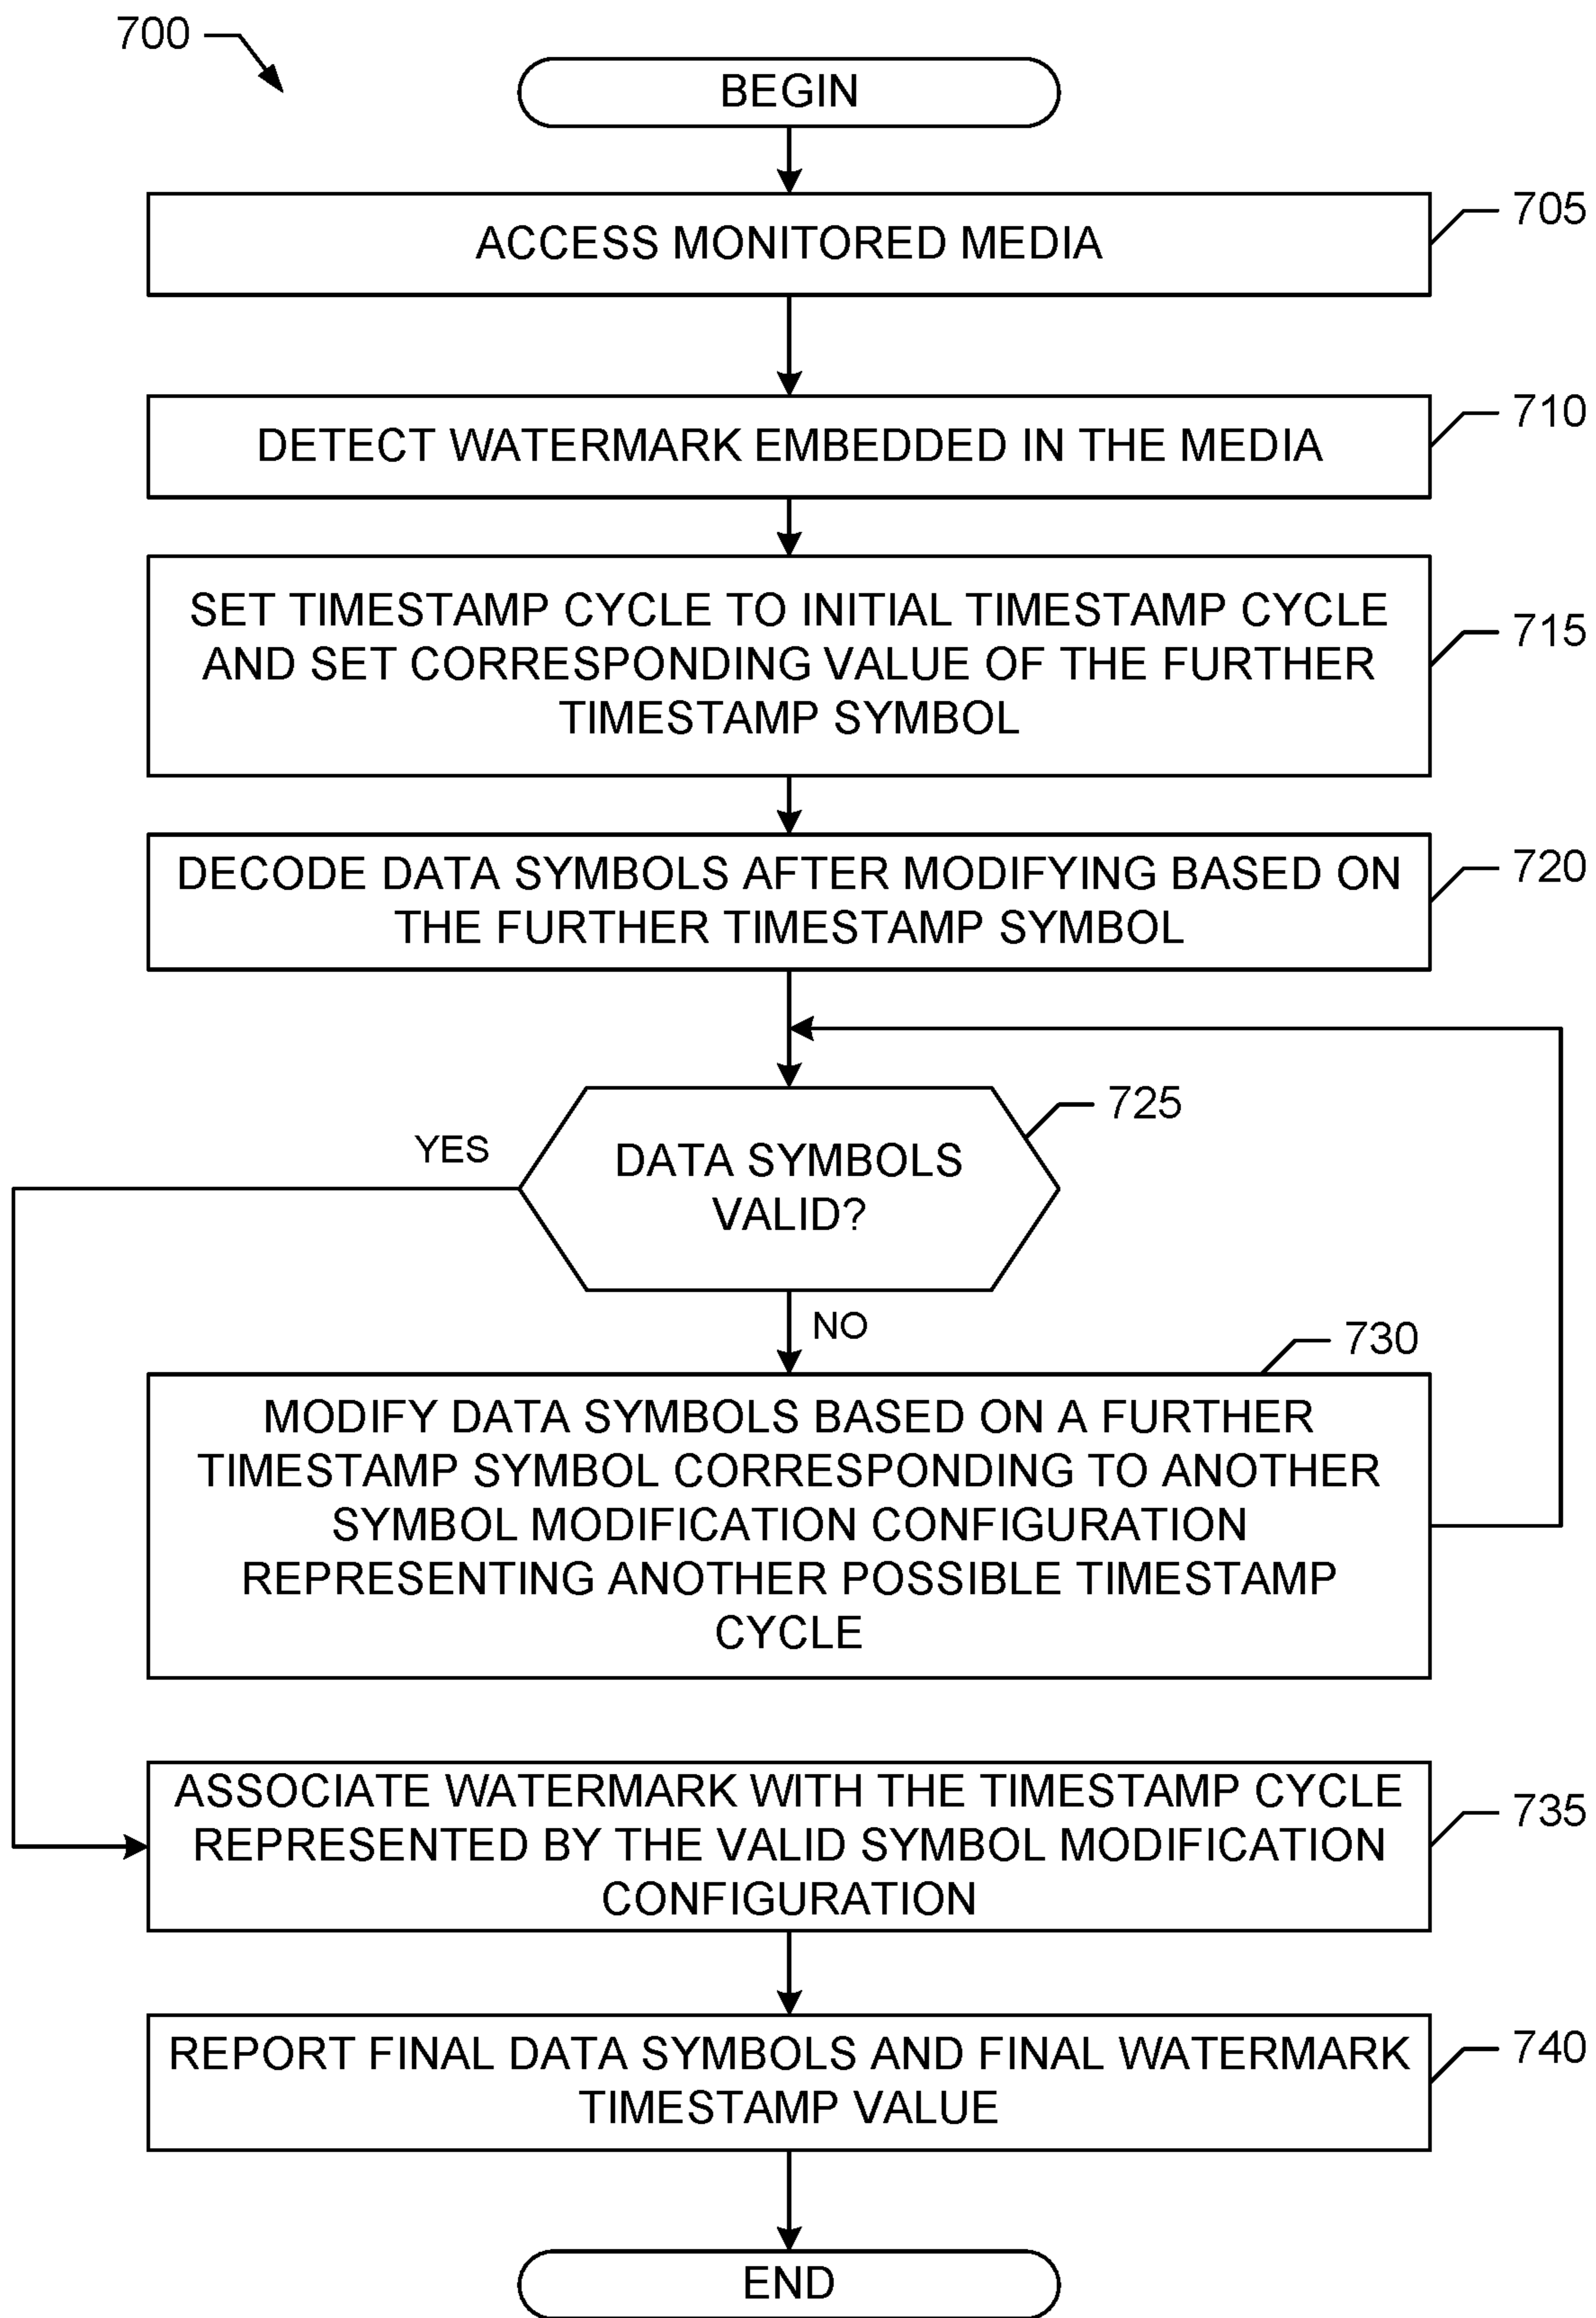 700
BEGIN
705
ACCESS MONITORED MEDIA
710
DETECT WATERMARK EMBEDDED IN THE MEDIA
SET TIMESTAMP CYCLE TO INITIAL TIMESTAMP CYCLE
AND SET CORRESPONDING VALUE OF THE FURTHER
TIMESTAMP SYMBOL
715
DECODE DATA SYMBOLS AFTER MODIFYING BASED ON
THE FURTHER TIMESTAMP SYMBOL
720
725
YES
DATA SYMBOLS
VALID?
NO
730
MODIFY DATA SYMBOLS BASED ON A FURTHER
TIMESTAMP SYMBOL CORRESPONDING TO ANOTHER
SYMBOL MODIFICATION CONFIGURATION
REPRESENTING ANOTHER POSSIBLE TIMESTAMP
CYCLE
ASSOCIATE WATERMARK WITH THE TIMESTAMP CYCLE
REPRESENTED BY THE VALID SYMBOL MODIFICATION
CONFIGURATION
735
REPORT FINAL DATA SYMBOLS AND FINAL WATERMARK
TIMESTAMP VALUE
740
END